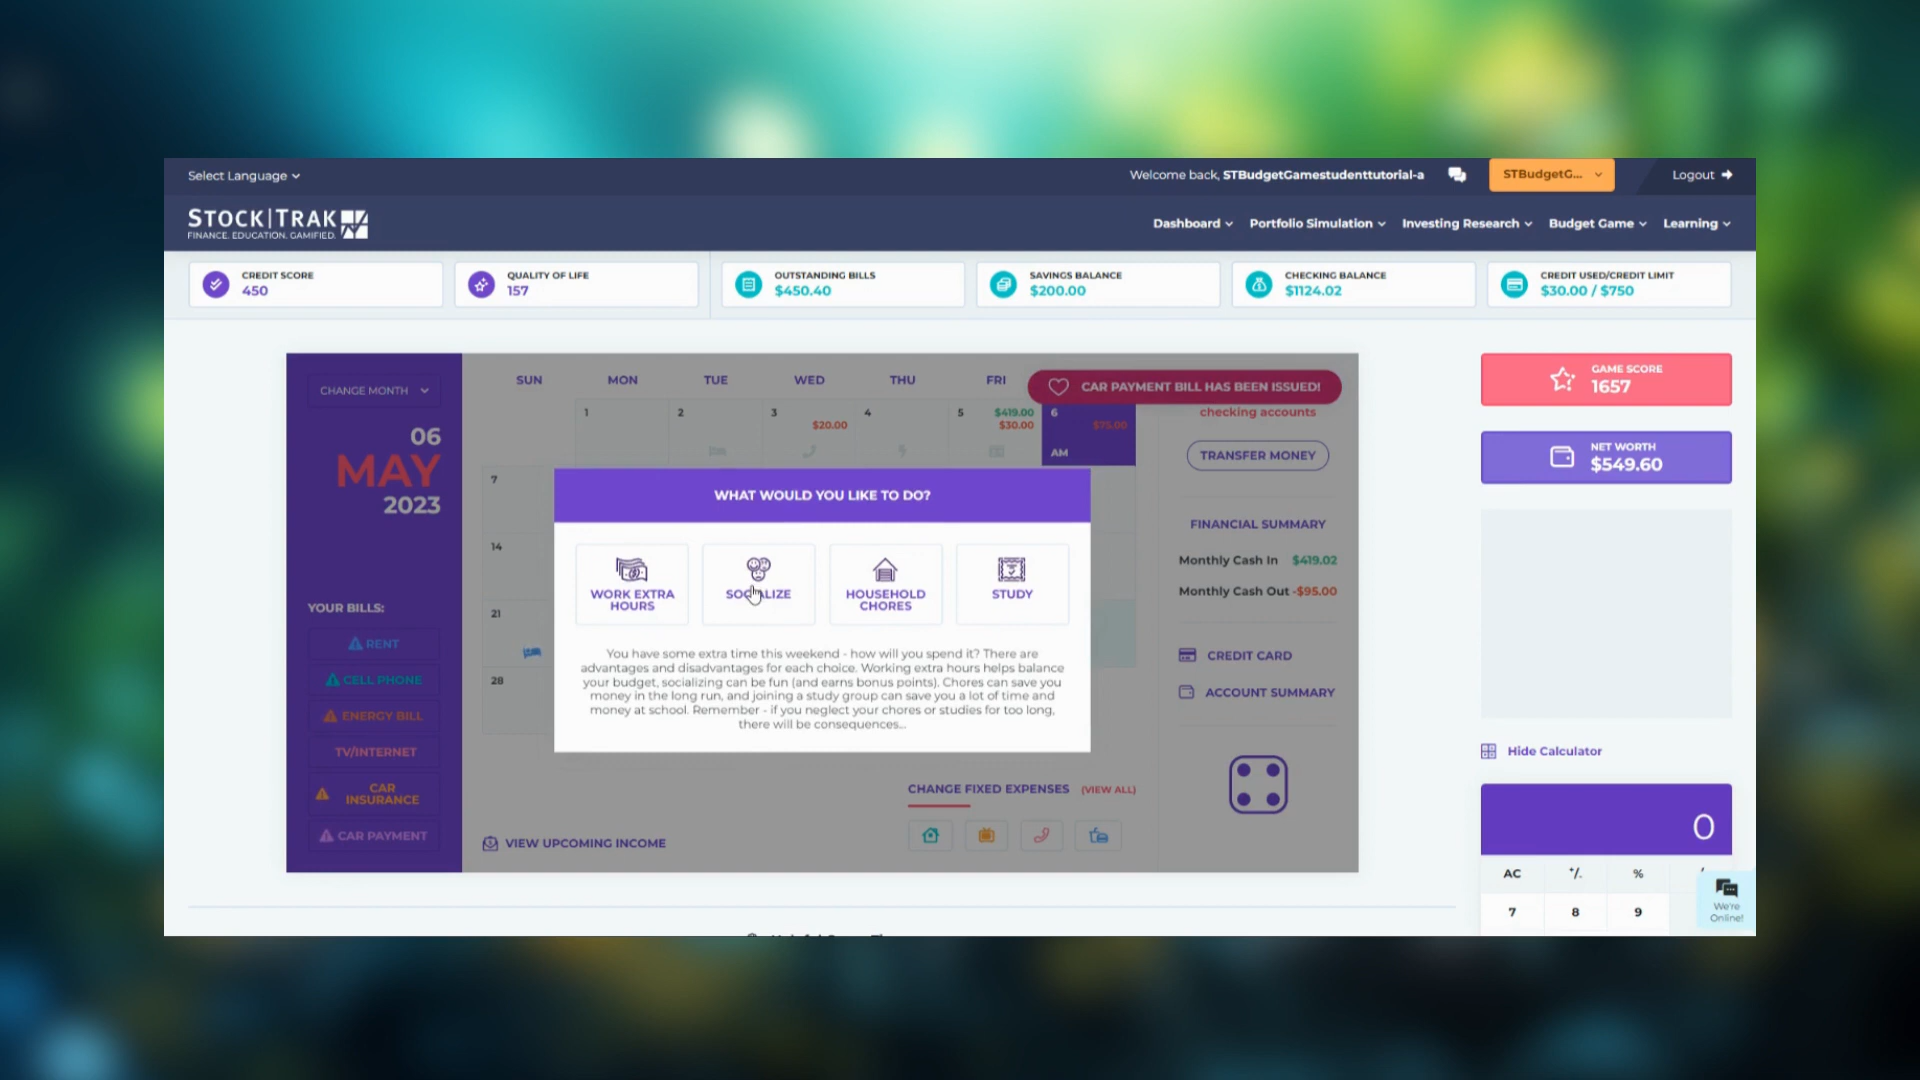 Select Language
Welcome back, STBudgetGamestudenttutorial-a
STBudgetG...
Logout
STOCK|TRAK
FINANCE. EDUCATION. GAMIFIED.
Dashboard
Portfolio Simulation
Investing Research
Budget Game
Learning
CREDIT SCORE
450
QUALITY OF LIFE
157
OUTSTANDING BILLS
$450.40
SAVINGS BALANCE
$200.00
CHECKING BALANCE
$1124.02
CREDIT USED/CREDIT LIMIT
$30.00 / $750
CHANGE MONTH
06
MAY
2023
YOUR BILLS:
RENT
CELL PHONE
ENERGY BILL
TV/INTERNET
CAR
INSURANCE
CAR PAYMENT
SUN MON TUE WED THU FRI
CAR PAYMENT BILL HAS BEEN ISSUED!
1 2 3 4 5 6
$20.00
$419.00
$30.00
$75.00
AM
7
14
21
28
WHAT WOULD YOU LIKE TO DO?
WORK EXTRA
HOURS
SOCIALIZE
HOUSEHOLD
CHORES
STUDY
You have some extra time this weekend - how will you spend it? There are
advantages and disadvantages for each choice. Working extra hours helps balance
your budget, socializing can be fun (and earns bonus points). Chores can save you
money in the long run, and joining a study group can save you a lot of time and
money at school. Remember - if you neglect your chores or studies for too long,
there will be consequences...
VIEW UPCOMING INCOME
CHANGE FIXED EXPENSES (VIEW ALL)
checking accounts
TRANSFER MONEY
FINANCIAL SUMMARY
Monthly Cash In $419.02
Monthly Cash Out -$95.00
CREDIT CARD
ACCOUNT SUMMARY
GAME SCORE
1657
NET WORTH
$549.60
Hide Calculator
0
AC +/- % /
7 8 9
We're
Online!